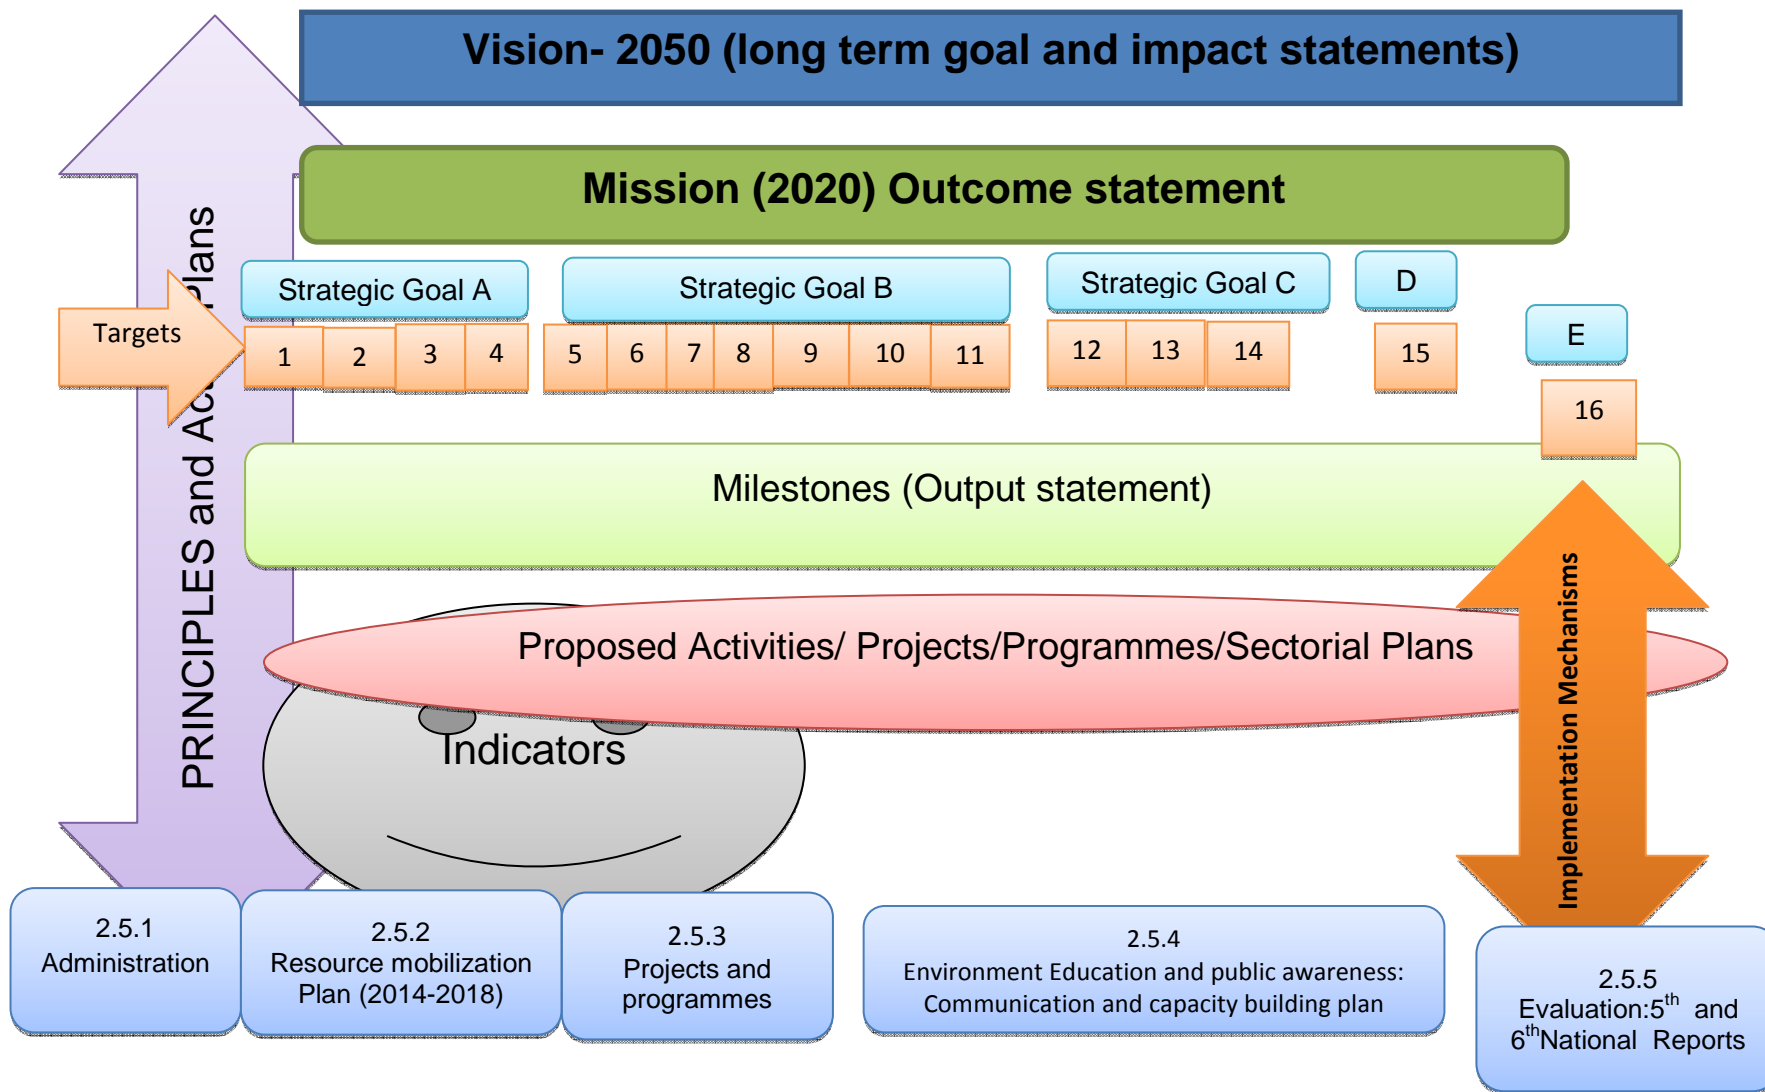 Vision- 2050 (long term goal and impact statements)
Mission (2020) Outcome statement
Strategic Goal A
Strategic Goal B
Strategic Goal C
D
E
Targets
1
2
3
4
5
6
7
8
9
10
11
12
13
14
15
16
PRINCIPLES and Plans
Milestones (Output statement)
Proposed Activities/ Projects/Programmes/Sectorial Plans
Indicators
Implementation Mechanisms
2.5.1
Administration
2.5.2
Resource mobilization
Plan (2014-2018)
2.5.3
Projects and
programmes
2.5.4
Environment Education and public awareness:
Communication and capacity building plan
2.5.5
Evaluation:5th and
6thNational Reports